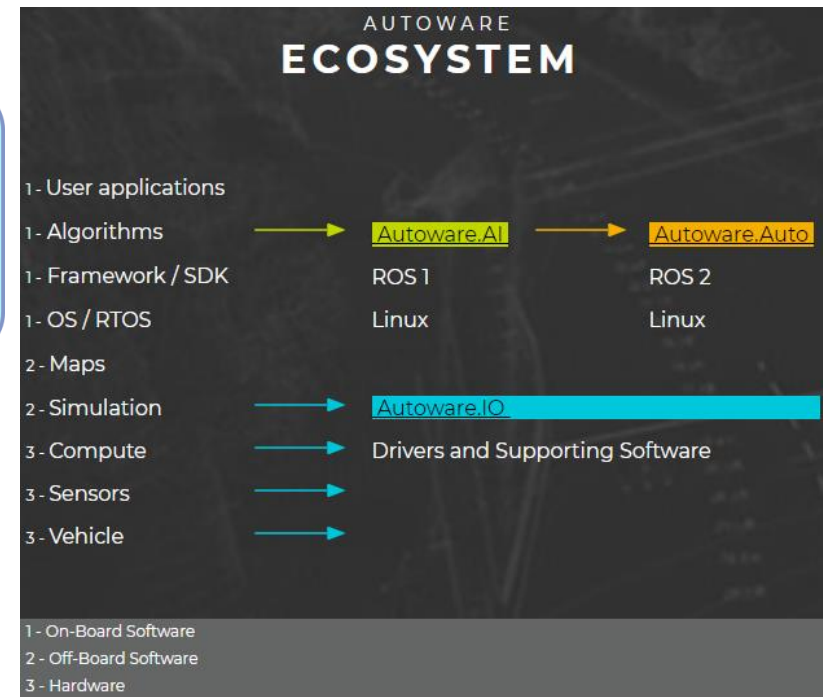 AUTOWARE
ECOSYSTEM
1 - User applications
1 - Algorithms Autoware.AI Autoware.Auto
1 - Framework / SDK ROS 1 ROS 2
1 - OS / RTOS Linux Linux
2 - Maps
2 - Simulation Autoware.IO
3 - Compute Drivers and Supporting Software
3 - Sensors
3 - Vehicle
1 - On-Board Software
2 - Off-Board Software
3 - Hardware